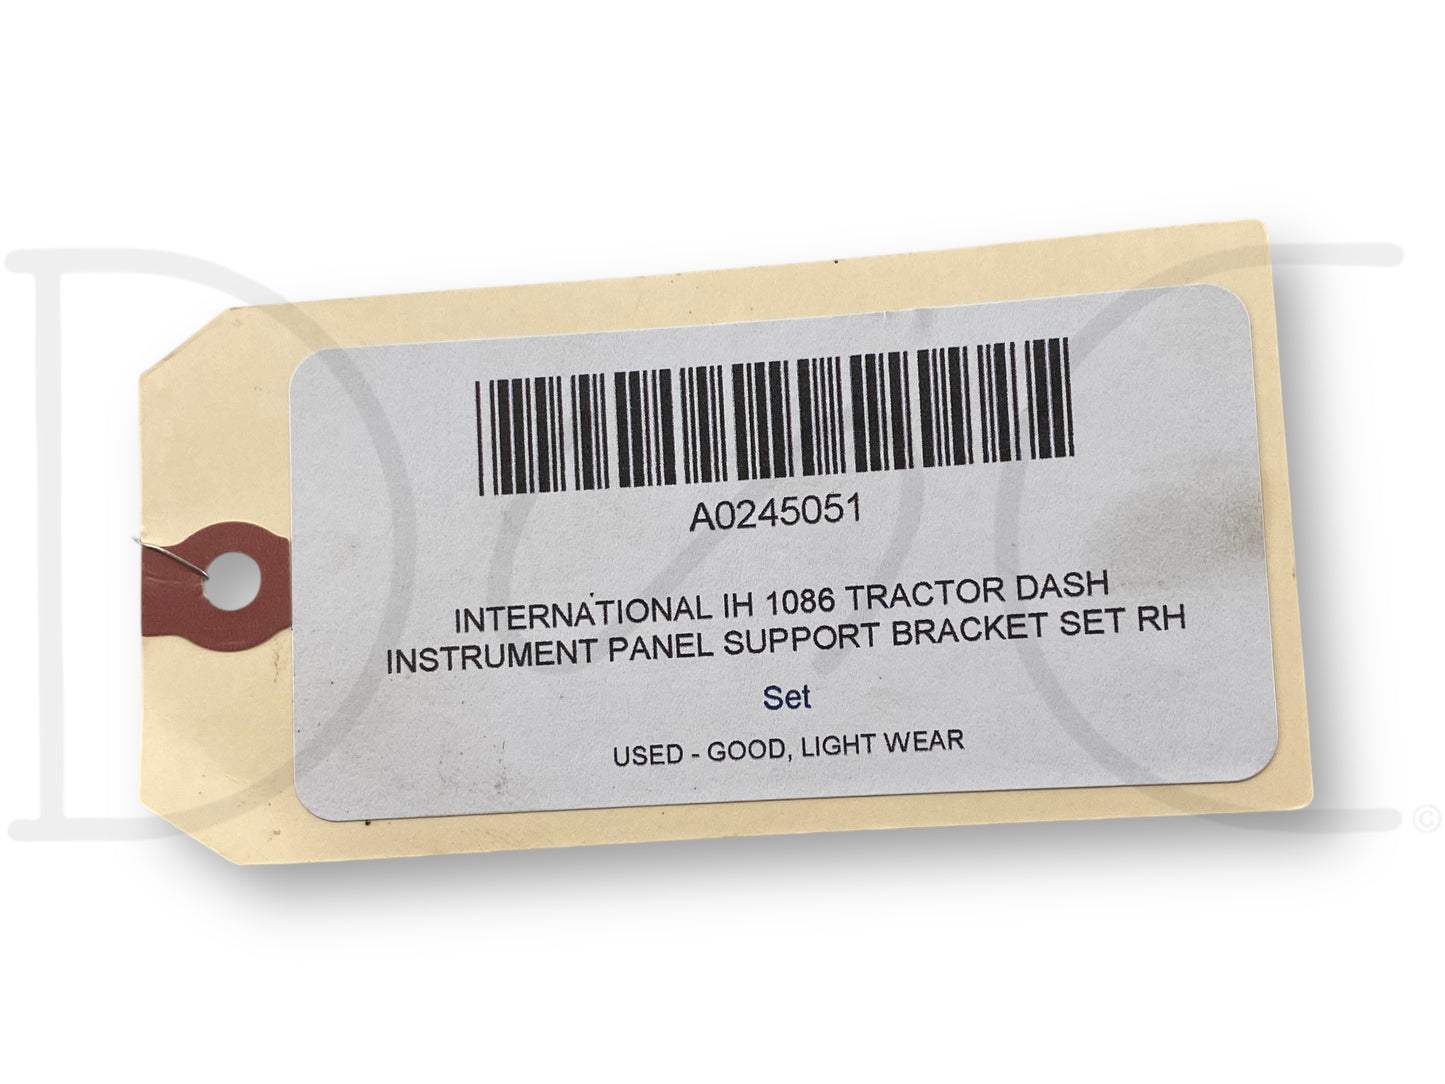 A0245051
INTERNATIONAL IH 1086 TRACTOR DASH
INSTRUMENT PANEL SUPPORT BRACKET SET RH
Set
USED - GOOD, LIGHT WEAR
©